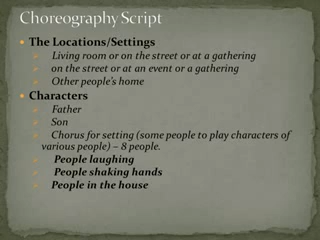 Choreography Script
The Locations/Settings
Living room or on the street or at a gathering
on the street or at an event or a gathering
Other people's home
Characters
Father
Son
Chorus for setting (some people to play characters of
various people) – 8 people.
People laughing
People shaking hands
People in the house